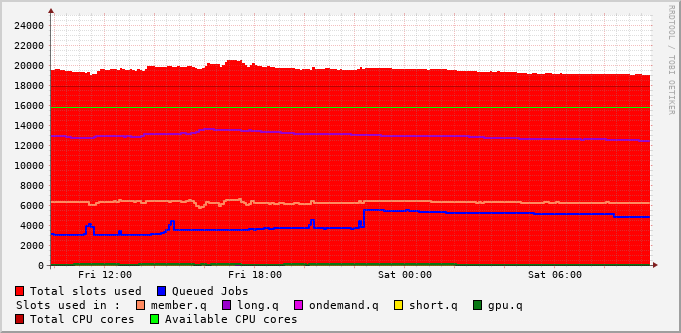 RRDTOOL / TOBI OETIKER
24000
22000
20000
18000
16000
14000
12000
10000
8000
6000
4000
2000
0
Fri 12:00 Fri 18:00 Sat 00:00 Sat 06:00
Total slots used Queued Jobs
Slots used in : member.q long.q ondemand.q short.q gpu.q
Total CPU cores Available CPU cores